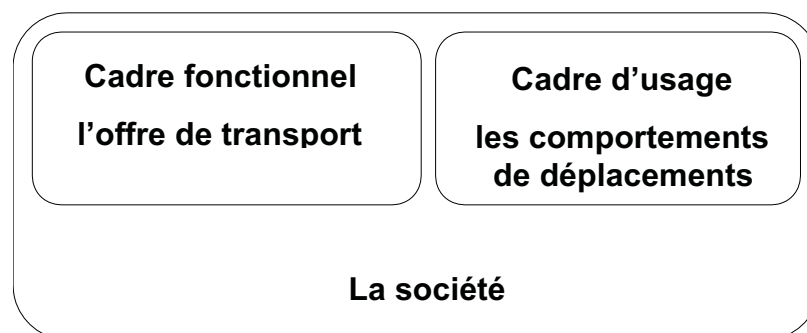 Cadre fonctionnel
l'offre de transport
Cadre d'usage
les comportements
de déplacements
La société